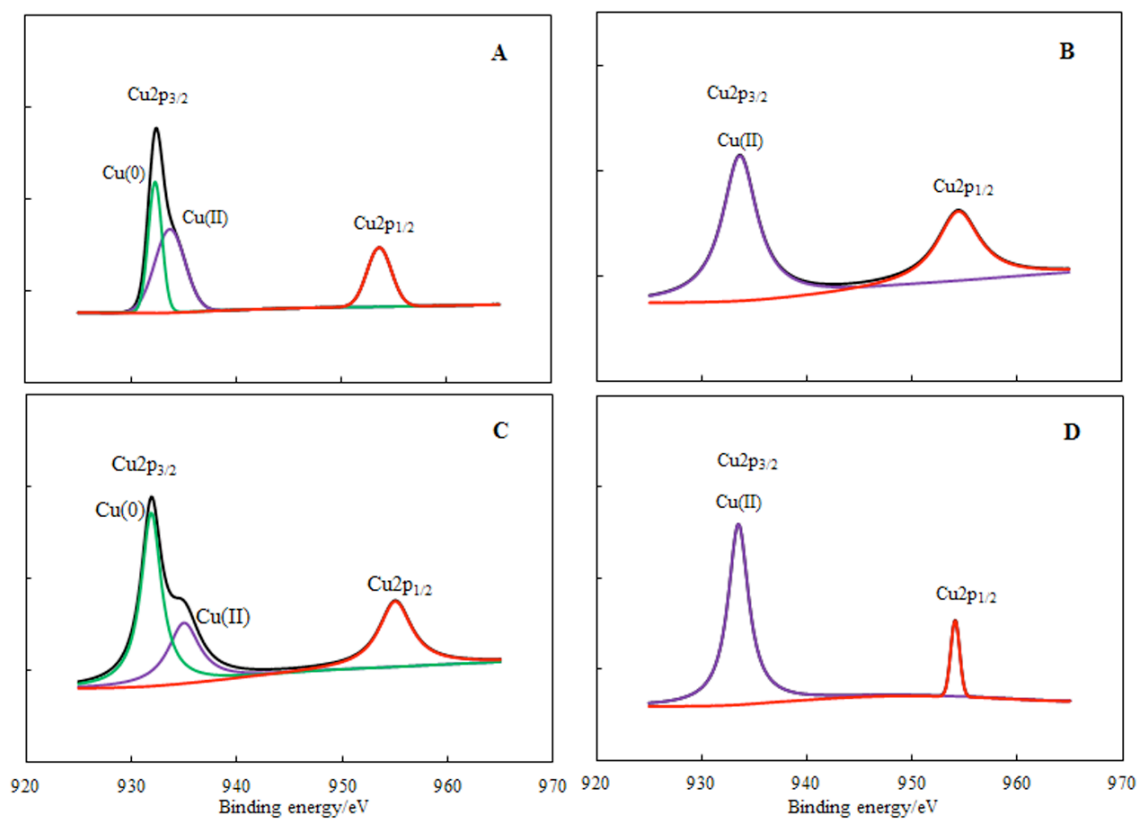 A
Cu2p3/2
Cu(0)
Cu(II)
Cu2p1/2
B
Cu2p3/2
Cu(II)
Cu2p1/2
C
Cu2p3/2
Cu(0)
Cu(II)
Cu2p1/2
D
Cu2p3/2
Cu(II)
Cu2p1/2
920 930 940 950 960 970
Binding energy/eV
920 930 940 950 960 970
Binding energy/eV